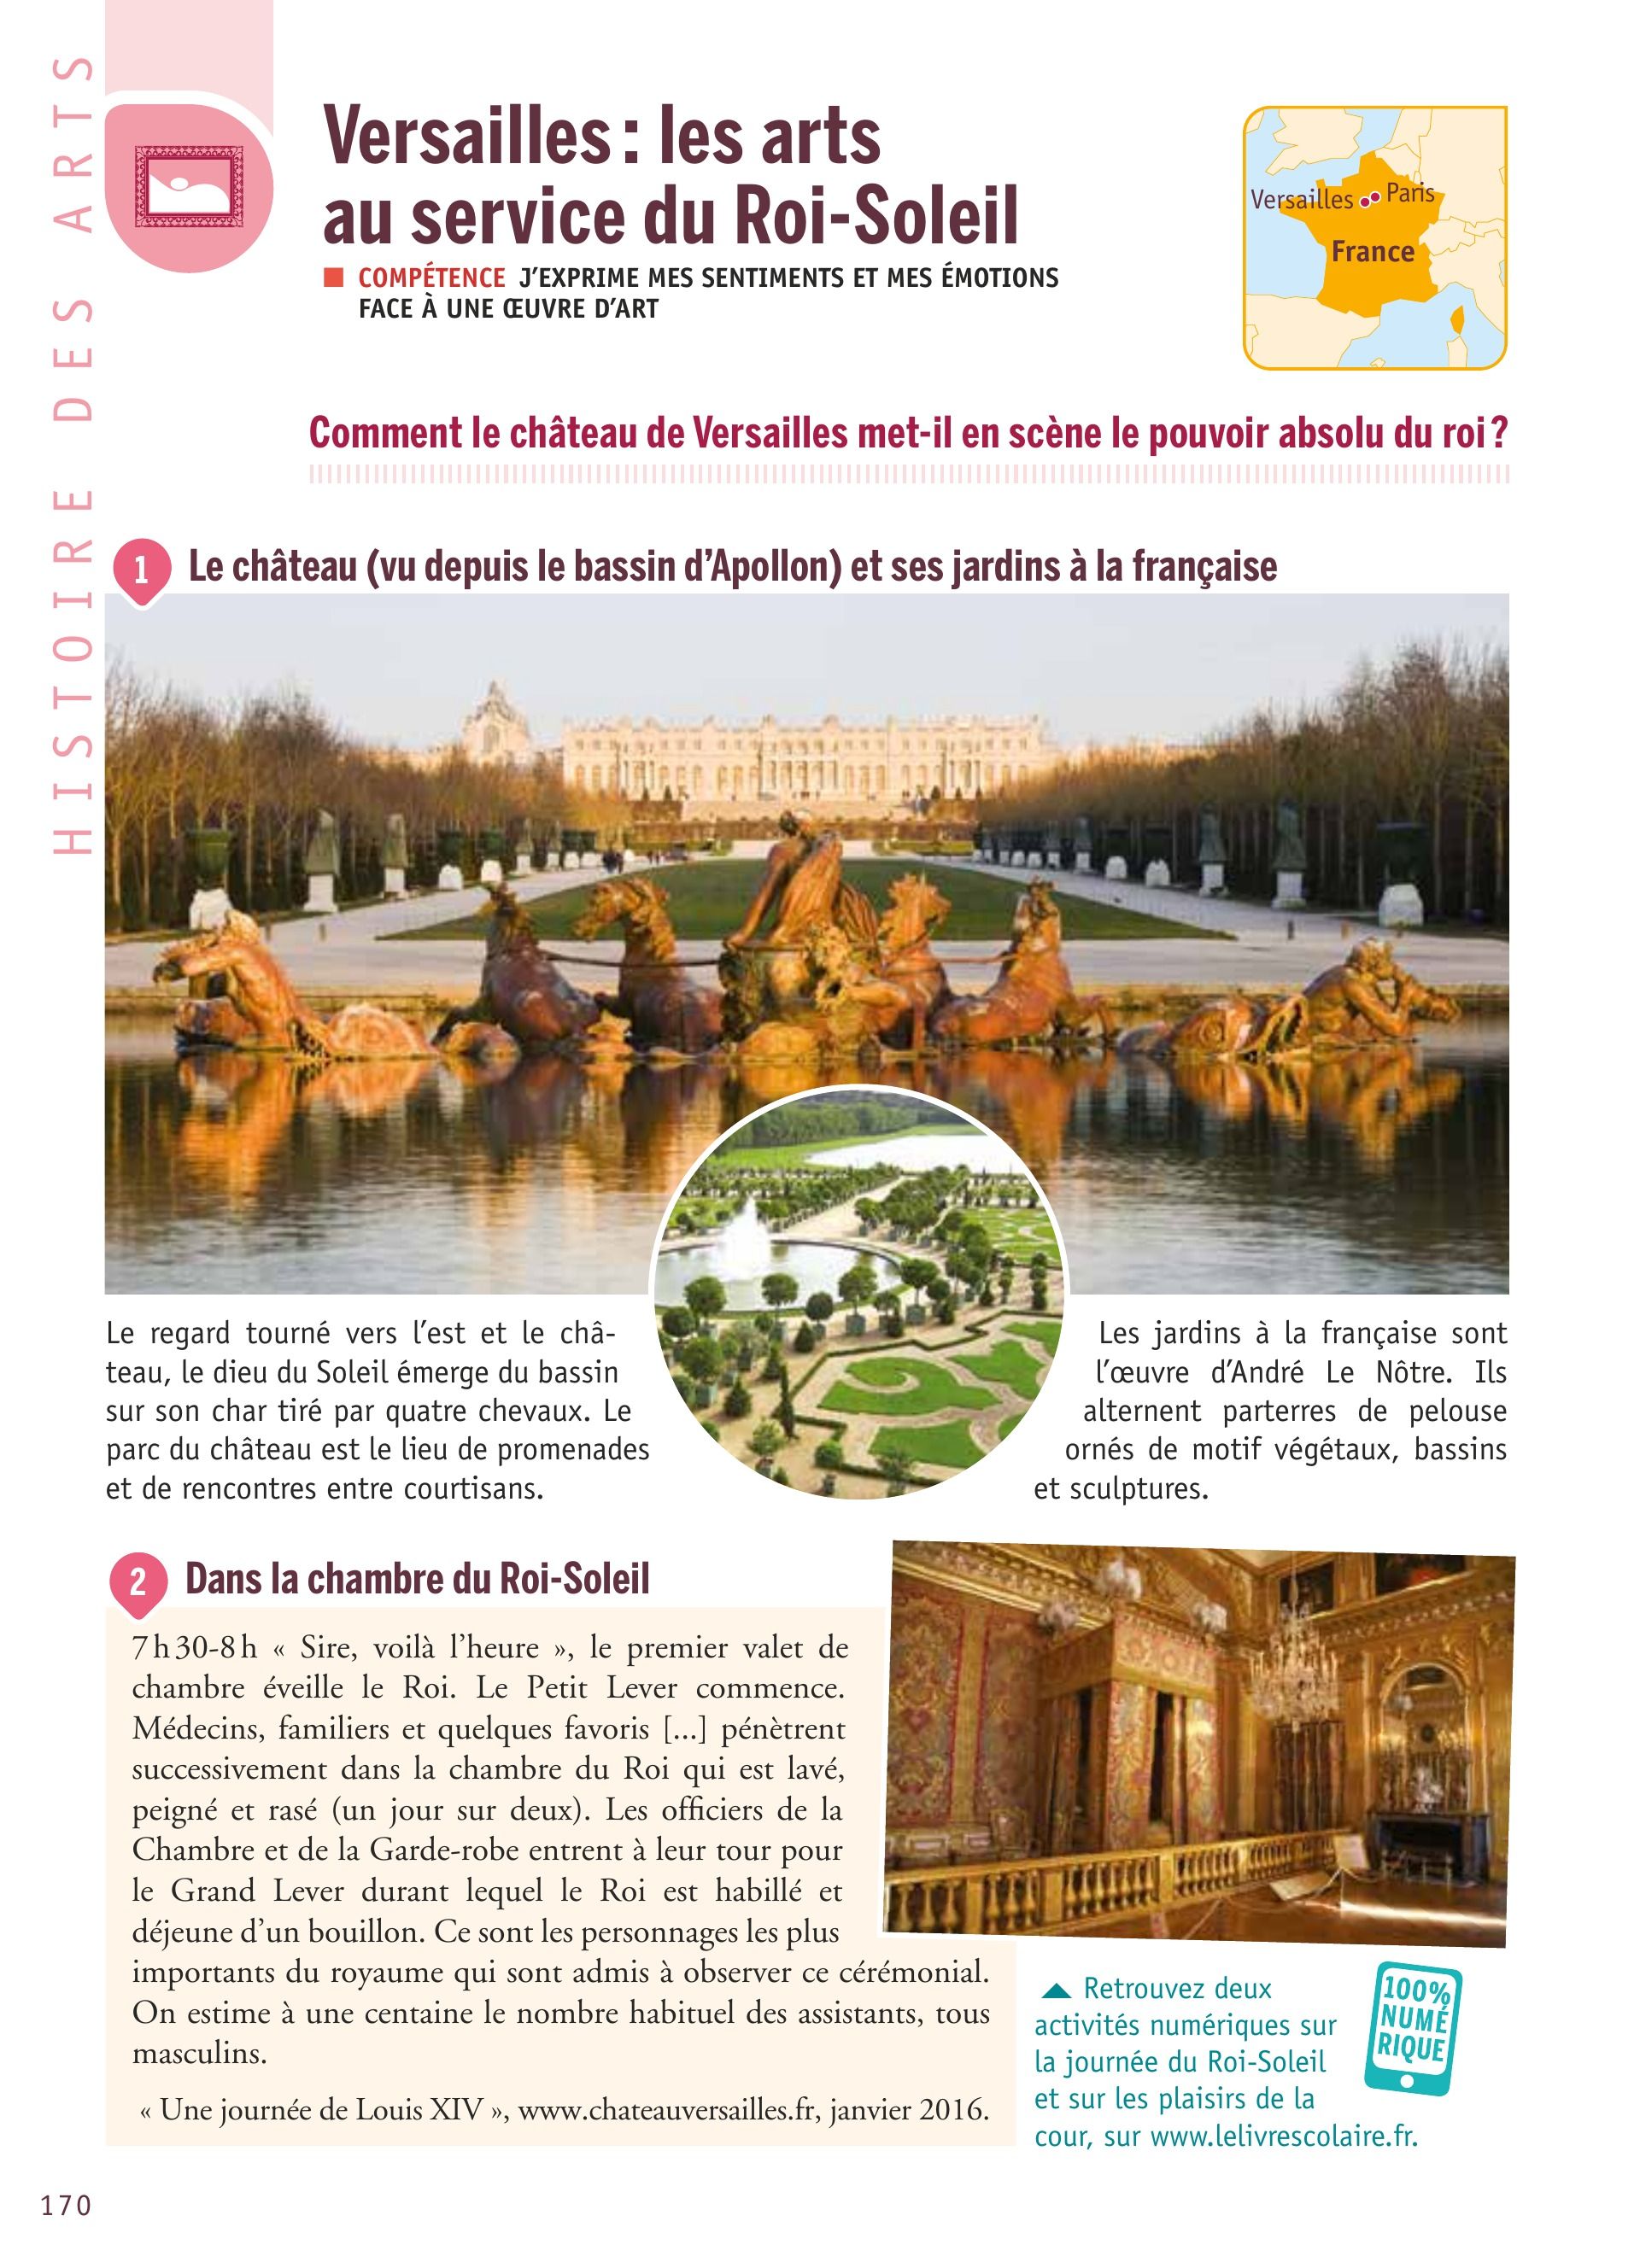 HISTOIRE DES ARTS
Versailles : les arts
au service du Roi-Soleil
COMPÉTENCE J'EXPRIME MES SENTIMENTS ET MES ÉMOTIONS
FACE À UNE ŒUVRE D'ART
Versailles
Paris
France
Comment le château de Versailles met-il en scène le pouvoir absolu du roi ?
1 Le château (vu depuis le bassin d'Apollon) et ses jardins à la française
Le regard tourné vers l'est et le châ-
teau, le dieu du Soleil émerge du bassin
sur son char tiré par quatre chevaux. Le
parc du château est le lieu de promenades
et de rencontres entre courtisans.
Les jardins à la française sont
l'œuvre d'André Le Nôtre. Ils
alternent parterres de pelouse
ornés de motif végétaux, bassins
et sculptures.
2 Dans la chambre du Roi-Soleil
7 h 30-8 h « Sire, voilà l'heure », le premier valet de
chambre éveille le Roi. Le Petit Lever commence.
Médecins, familiers et quelques favoris [...] pénètrent
successivement dans la chambre du Roi qui est lavé,
peigné et rasé (un jour sur deux). Les officiers de la
Chambre et de la Garde-robe entrent à leur tour pour
le Grand Lever durant lequel le Roi est habillé et
déjeune d'un bouillon. Ce sont les personnages les plus
importants du royaume qui sont admis à observer ce cérémonial.
On estime à une centaine le nombre habituel des assistants, tous
masculins.
« Une journée de Louis XIV », www.chateauversailles.fr, janvier 2016.
▲ Retrouvez deux
activités numériques sur
la journée du Roi-Soleil
et sur les plaisirs de la
cour, sur www.lelivrescolaire.fr.
100%
NUMÉ
RIQUE
170